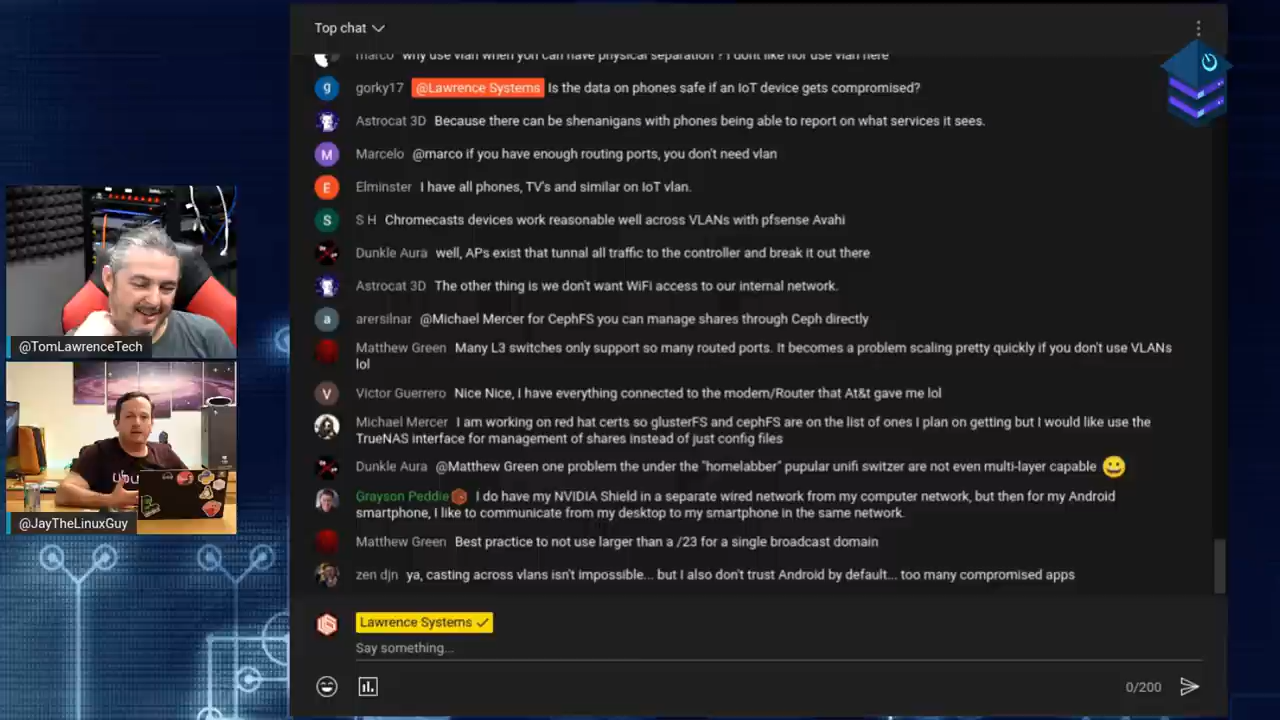 Top chat
marco why use vlan when you can have physical separation ? I dont like nor use vlan here
gorky17 @Lawrence Systems Is the data on phones safe if an IoT device gets compromised?
Astrocat 3D Because there can be shenanigans with phones being able to report on what services it sees.
M Marcelo @marco if you have enough routing ports, you don't need vlan
E Elminster I have all phones, TV's and similar on IoT vlan.
S S H Chromecasts devices work reasonable well across VLANs with pfsense Avahi
Dunkle Aura well, APs exist that tunnal all traffic to the controller and break it out there
Astrocat 3D The other thing is we don't want WiFi access to our internal network.
a arersilnar @Michael Mercer for CephFS you can manage shares through Ceph directly
Matthew Green Many L3 switches only support so many routed ports. It becomes a problem scaling pretty quickly if you don't use VLANs
lol
V Victor Guerrero Nice Nice, I have everything connected to the modem/Router that At&t gave me lol
Michael Mercer I am working on red hat certs so glusterFS and cephFS are on the list of ones I plan on getting but I would like use the
TrueNAS interface for management of shares instead of just config files
Dunkle Aura @Matthew Green one problem the under the "homelabber" pupular unifi switzer are not even multi-layer capable 😀
Grayson Peddie I do have my NVIDIA Shield in a separate wired network from my computer network, but then for my Android
smartphone, I like to communicate from my desktop to my smartphone in the same network.
Matthew Green Best practice to not use larger than a /23 for a single broadcast domain
zen djn ya, casting across vlans isn't impossible... but I also don't trust Android by default... too many compromised apps
Lawrence Systems
Say something...
0/200
@TomLawrenceTech
@JayTheLinuxGuy